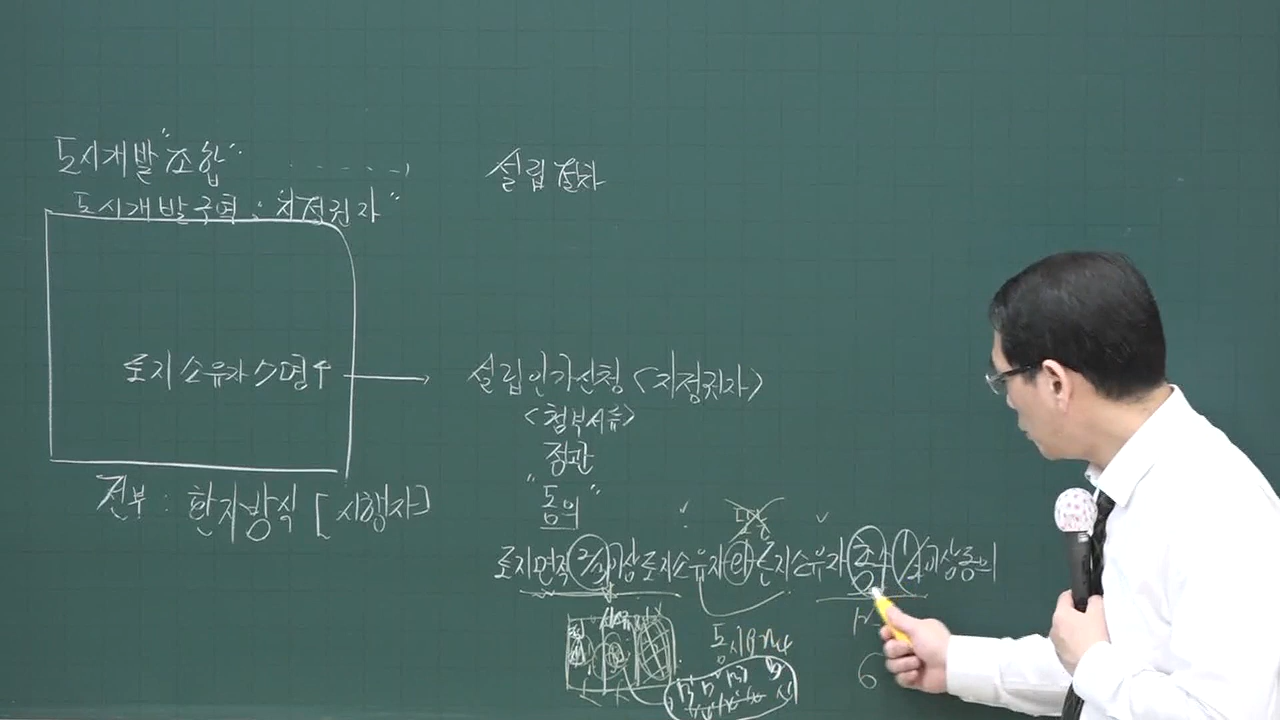 도시개발 "조합"
설립절차
도시개발구역 : 지정권자"
토지소유자 7명↑
설립인가신청 <지정권자>
<첨부서류>
정관
"동의"
전부 : 환지방식 [시행자]
토지면적 2/3이상 토지소유자와 토지소유자 총수 1/2이상동의
6